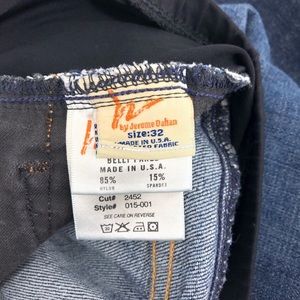 by Jerome Dahan
size:32
MADE IN U.S.A.
FABRIC
BELLY
MADE IN U.S.A.
85% 15%
NYLON SPANDEX
Cut# 2452
Style# 015-001
SEE CARE ON REVERSE